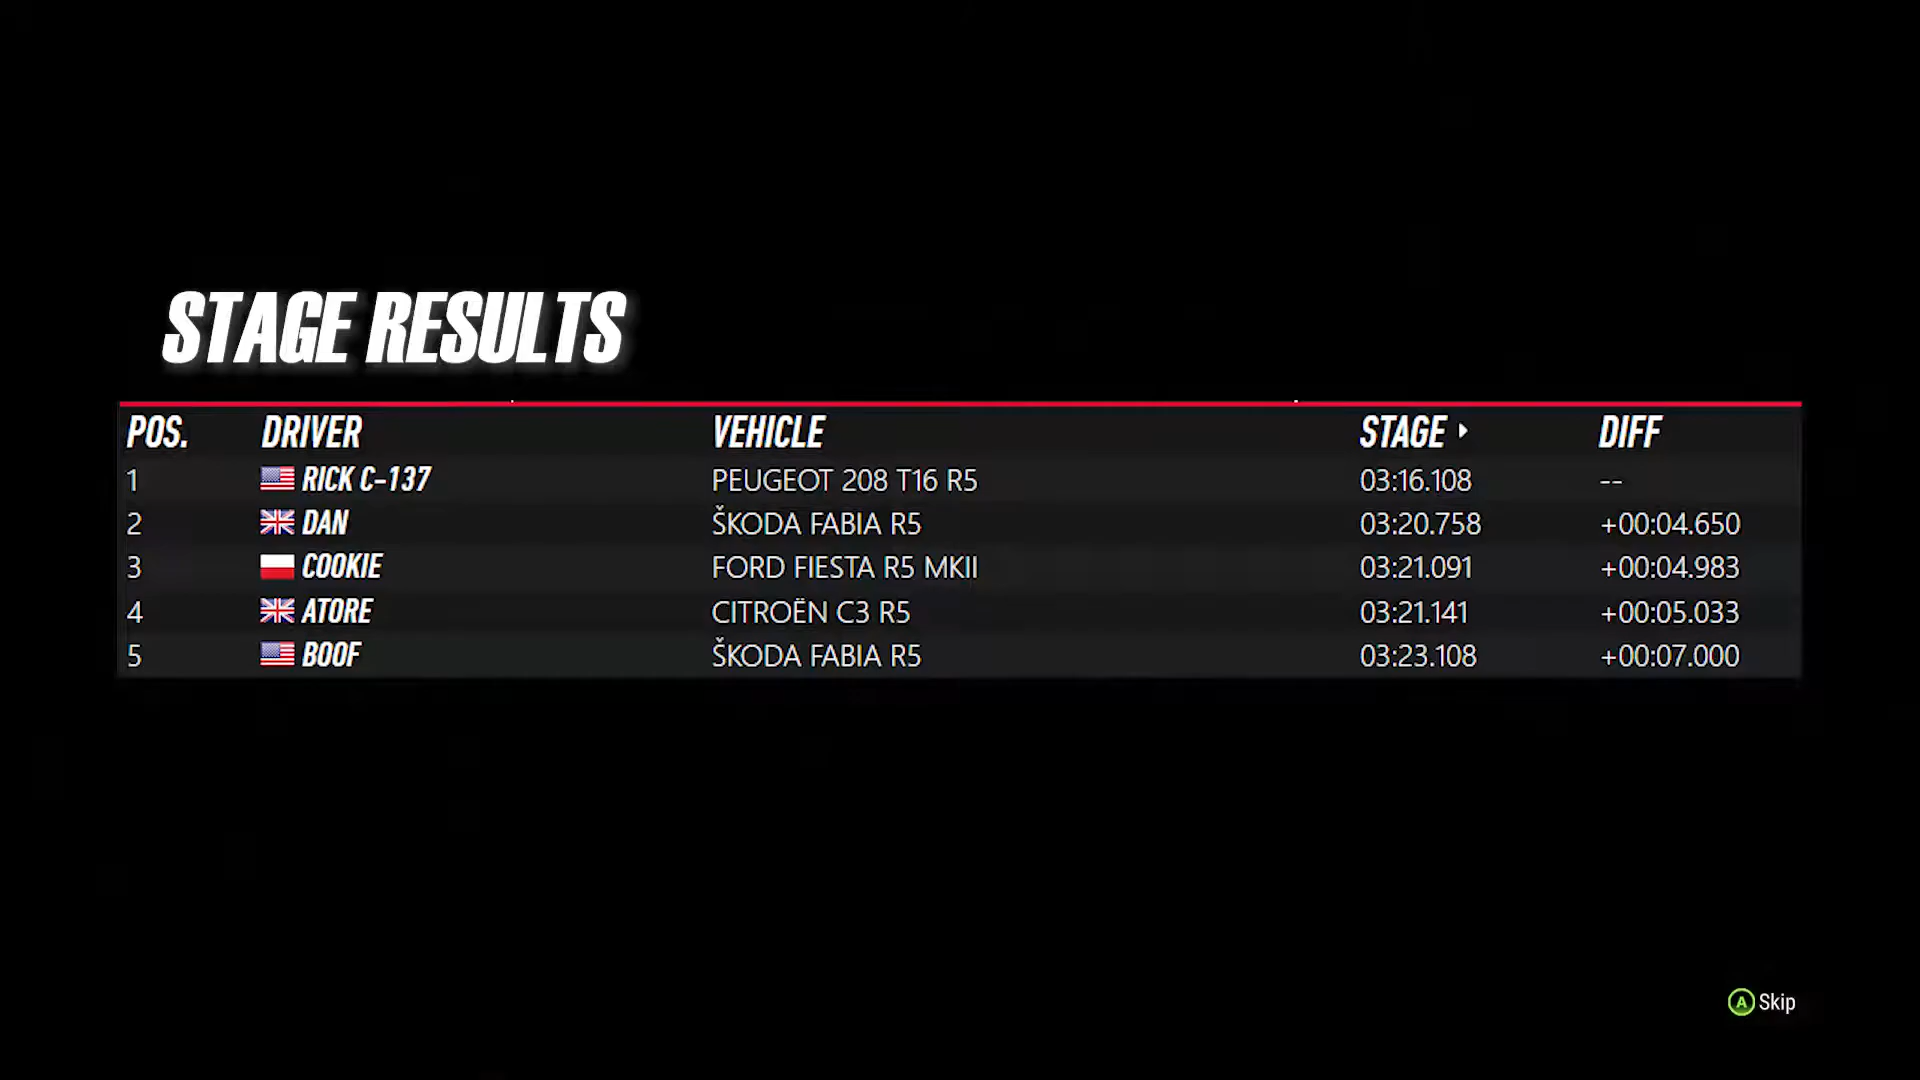 STAGE RESULTS
POS. DRIVER VEHICLE STAGE DIFF
1 RICK C-137 PEUGEOT 208 T16 R5 03:16.108 --
2 DAN ŠKODA FABIA R5 03:20.758 +00:04.650
3 COOKIE FORD FIESTA R5 MKII 03:21.091 +00:04.983
4 ATORE CITROËN C3 R5 03:21.141 +00:05.033
5 BOOF ŠKODA FABIA R5 03:23.108 +00:07.000
A Skip